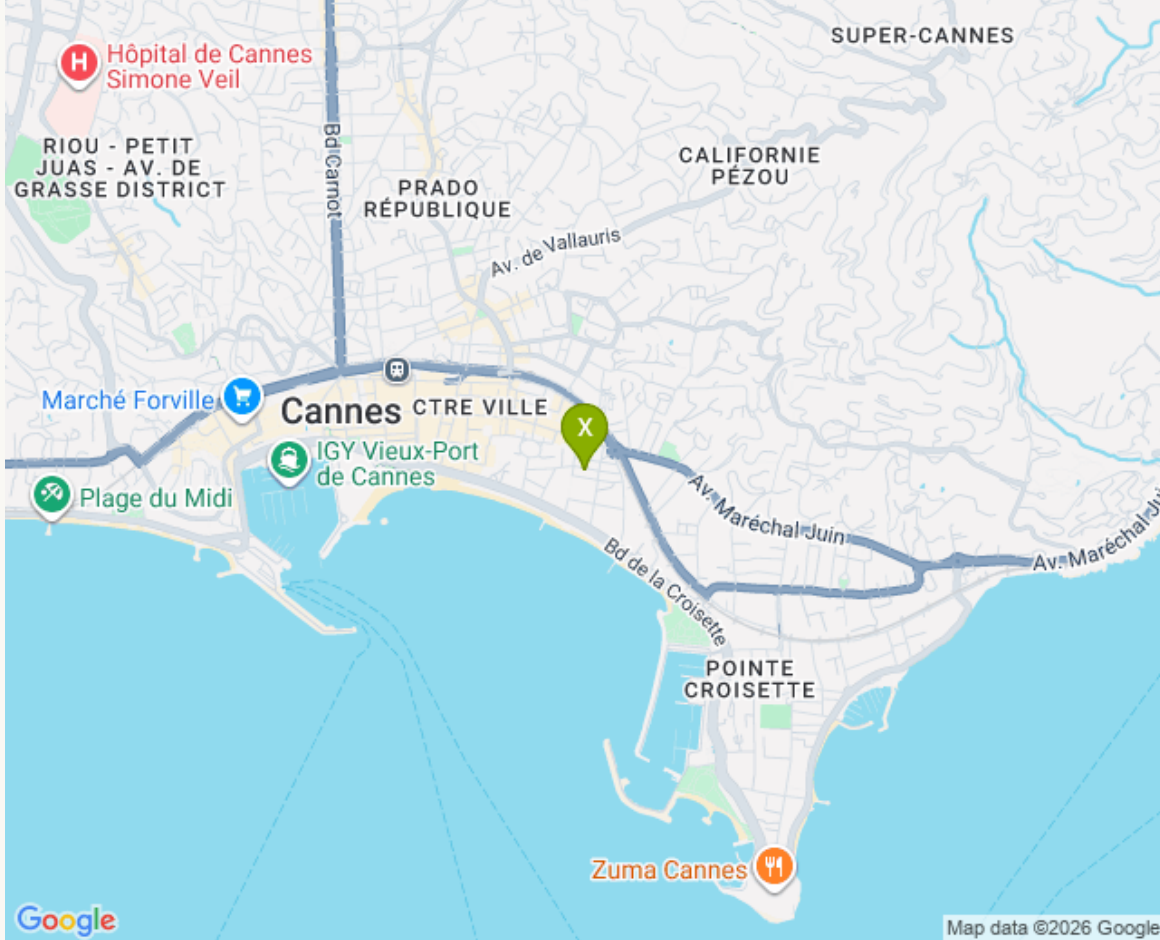 SUPER-CANNES
H
Hôpital de Cannes
Simone Veil
RIOU - PETIT
JUAS - AV. DE
GRASSE DISTRICT
Bd Carnot
CALIFORNIE
PÉZOU
PRADO
RÉPUBLIQUE
Av. de Vallauris
Marché Forville
Cannes
CTRE VILLE
X
IGY Vieux-Port
de Cannes
Plage du Midi
Av. Maréchal Juin
Av. Maréchal Jui
Bd de la Croisette
POINTE
CROISETTE
Zuma Cannes
Google
Map data ©2026 Google